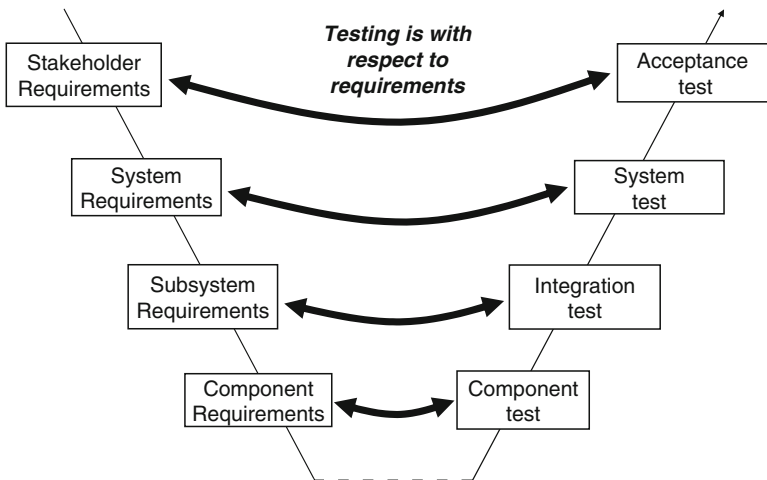 Testing is with
respect to
requirements
Stakeholder
Requirements
Acceptance
test
System
Requirements
System
test
Subsystem
Requirements
Integration
test
Component
Requirements
Component
test